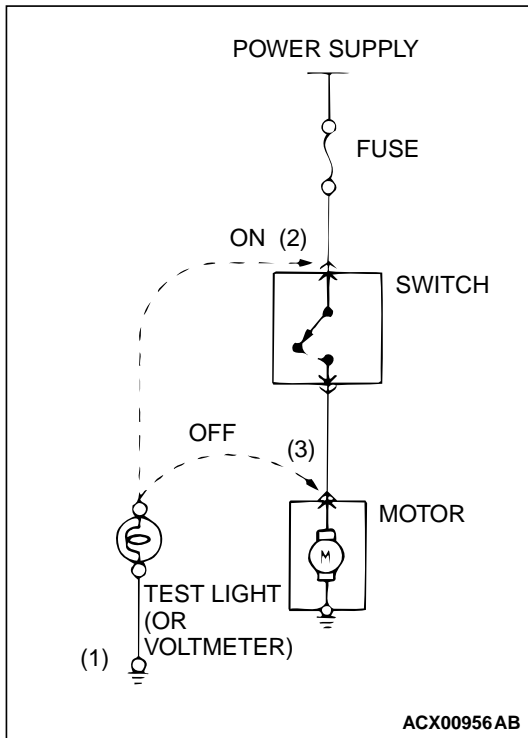 POWER SUPPLY
FUSE
ON (2)
SWITCH
OFF
(3)
MOTOR
M
TEST LIGHT
(OR
VOLTMETER)
(1)
ACX00956AB